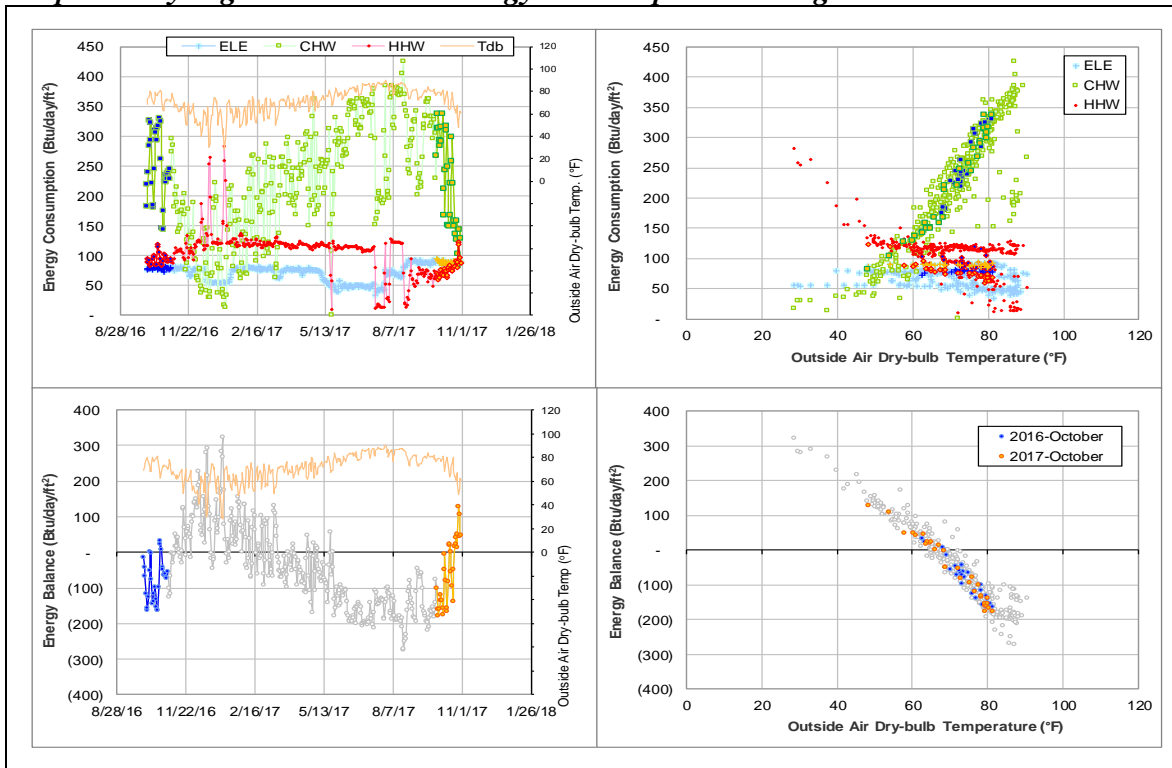 ELE CHW HHW Tdb
Energy Consumption (Btu/day/ft²)
450
400
350
300
250
200
150
100
50
-
120
100
80
60
40
20
0
Outside Air Dry-bulb Temp. (°F)
8/28/16 11/22/16 2/16/17 5/13/17 8/7/17 11/1/17 1/26/18
Energy Consumption (Btu/day/ft²)
450
400
350
300
250
200
150
100
50
-
ELE
CHW
HHW
0 20 40 60 80 100 120
Outside Air Dry-bulb Temperature (°F)
Energy Balance (Btu/day/ft²)
400
300
200
100
-
(100)
(200)
(300)
(400)
120
100
80
60
40
20
0
Outside Air Dry-bulb Temp (°F)
8/28/16 11/22/16 2/16/17 5/13/17 8/7/17 11/1/17 1/26/18
Energy Balance (Btu/day/ft²)
400
300
200
100
-
(100)
(200)
(300)
(400)
2016-October
2017-October
0 20 40 60 80 100 120
Outside Air Dry-bulb Temperature (°F)